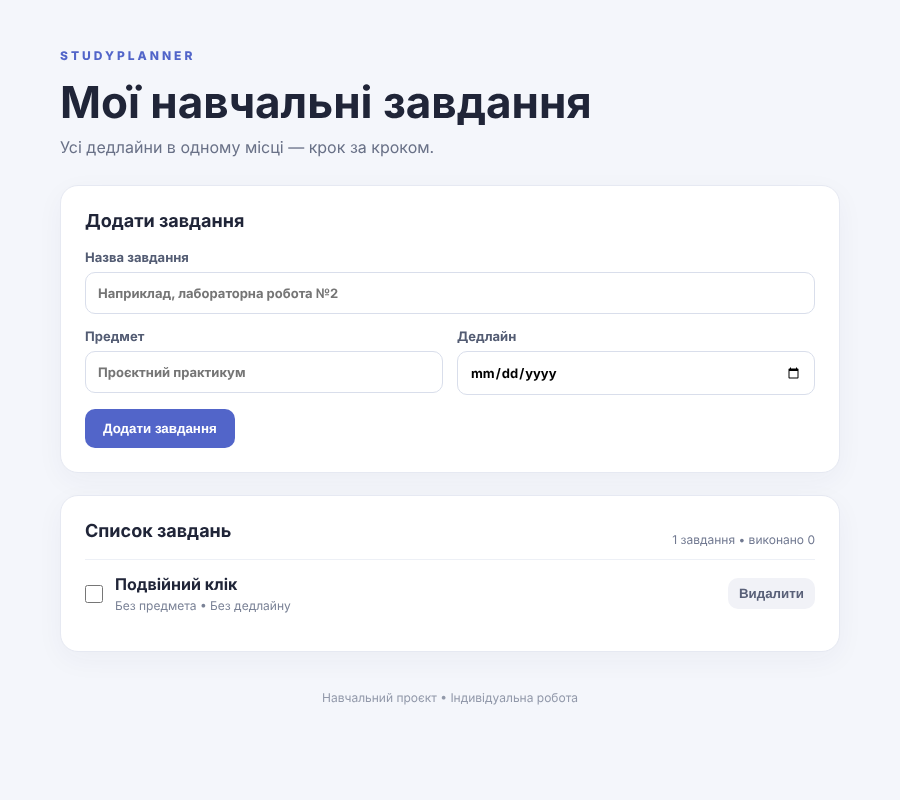 STUDYPLANNER
Мої навчальні завдання
Усі дедлайни в одному місці — крок за кроком.
Додати завдання
Назва завдання
Наприклад, лабораторна робота №2
Предмет
Дедлайн
Проєктний практикум
mm/dd/yyyy
Додати завдання
Список завдань
1 завдання • виконано 0
Подвійний клік
Без предмета • Без дедлайну
Видалити
Навчальний проєкт • Індивідуальна робота